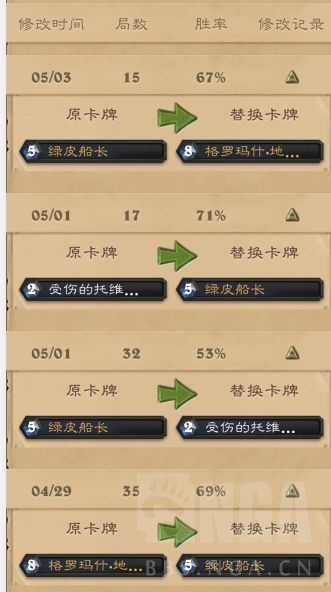 修改时间 局数 胜率 修改记录
05/03 15 67%
原卡牌 替换卡牌
5 绿皮船长 8 格罗玛什·地...
05/01 17 71%
原卡牌 替换卡牌
2 受伤的托维... 5 绿皮船长
05/01 32 53%
原卡牌 替换卡牌
5 绿皮船长 2 受伤的托维...
04/29 35 69%
原卡牌 替换卡牌
8 格罗玛什·地... 5 绿皮船长
NGA
BBS.NGA.CN